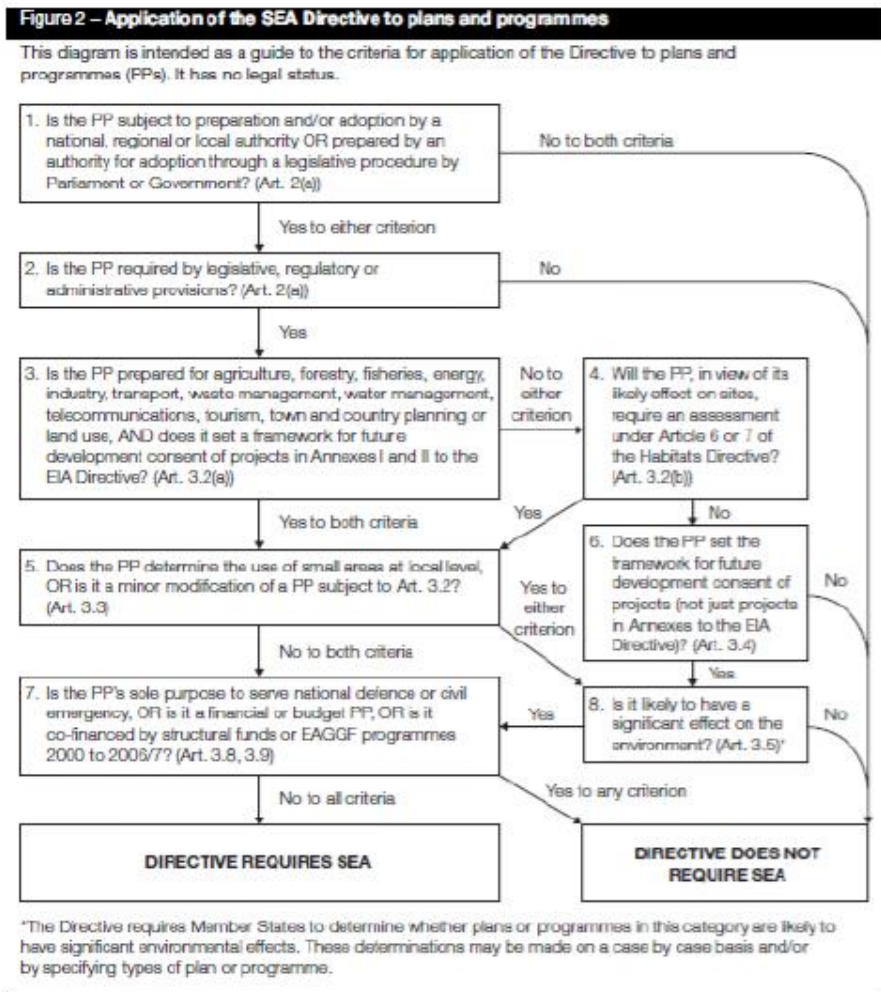 Figure 2 – Application of the SEA Directive to plans and programmes
This diagram is intended as a guide to the criteria for application of the Directive to plans and
programmes (PPs). It has no legal status.
1. Is the PP subject to preparation and/or adoption by a
national, regional or local authority OR prepared by an
authority for adoption through a legislative procedure by
Parliament or Government? (Art. 2(a))
No to both criteria
Yes to either criterion
2. Is the PP required by legislative, regulatory or
administrative provisions? (Art. 2(a))
No
Yes
3. Is the PP prepared for agriculture, forestry, fisheries, energy,
industry, transport, waste management, water management,
telecommunications, tourism, town and country planning or
land use, AND does it set a framework for future
development consent of projects in Annexes I and II to the
EIA Directive? (Art. 3.2(a))
No to
either
criterion
4. Will the PP, in view of its
likely effect on sites,
require an assessment
under Article 6 or 7 of
the Habitats Directive?
(Art. 3.2(b))
Yes to both criteria
Yes
No
5. Does the PP determine the use of small areas at local level,
OR is it a minor modification of a PP subject to Art. 3.2?
(Art. 3.3)
Yes to
either
criterion
6. Does the PP set the
framework for future
development consent of
projects (not just projects
in Annexes to the EIA
Directive)? (Art. 3.4)
No
No to both criteria
Yes
7. Is the PP's sole purpose to serve national defence or civil
emergency, OR is it a financial or budget PP, OR is it
co-financed by structural funds or EAGGF programmes
2000 to 2006/7? (Art. 3.8, 3.9)
Yes
8. Is it likely to have a
significant effect on the
environment? (Art. 3.5)*
No
No to all criteria
Yes to any criterion
DIRECTIVE REQUIRES SEA
DIRECTIVE DOES NOT
REQUIRE SEA
*The Directive requires Member States to determine whether plans or programmes in this category are likely to
have significant environmental effects. These determinations may be made on a case by case basis and/or
by specifying types of plan or programme.